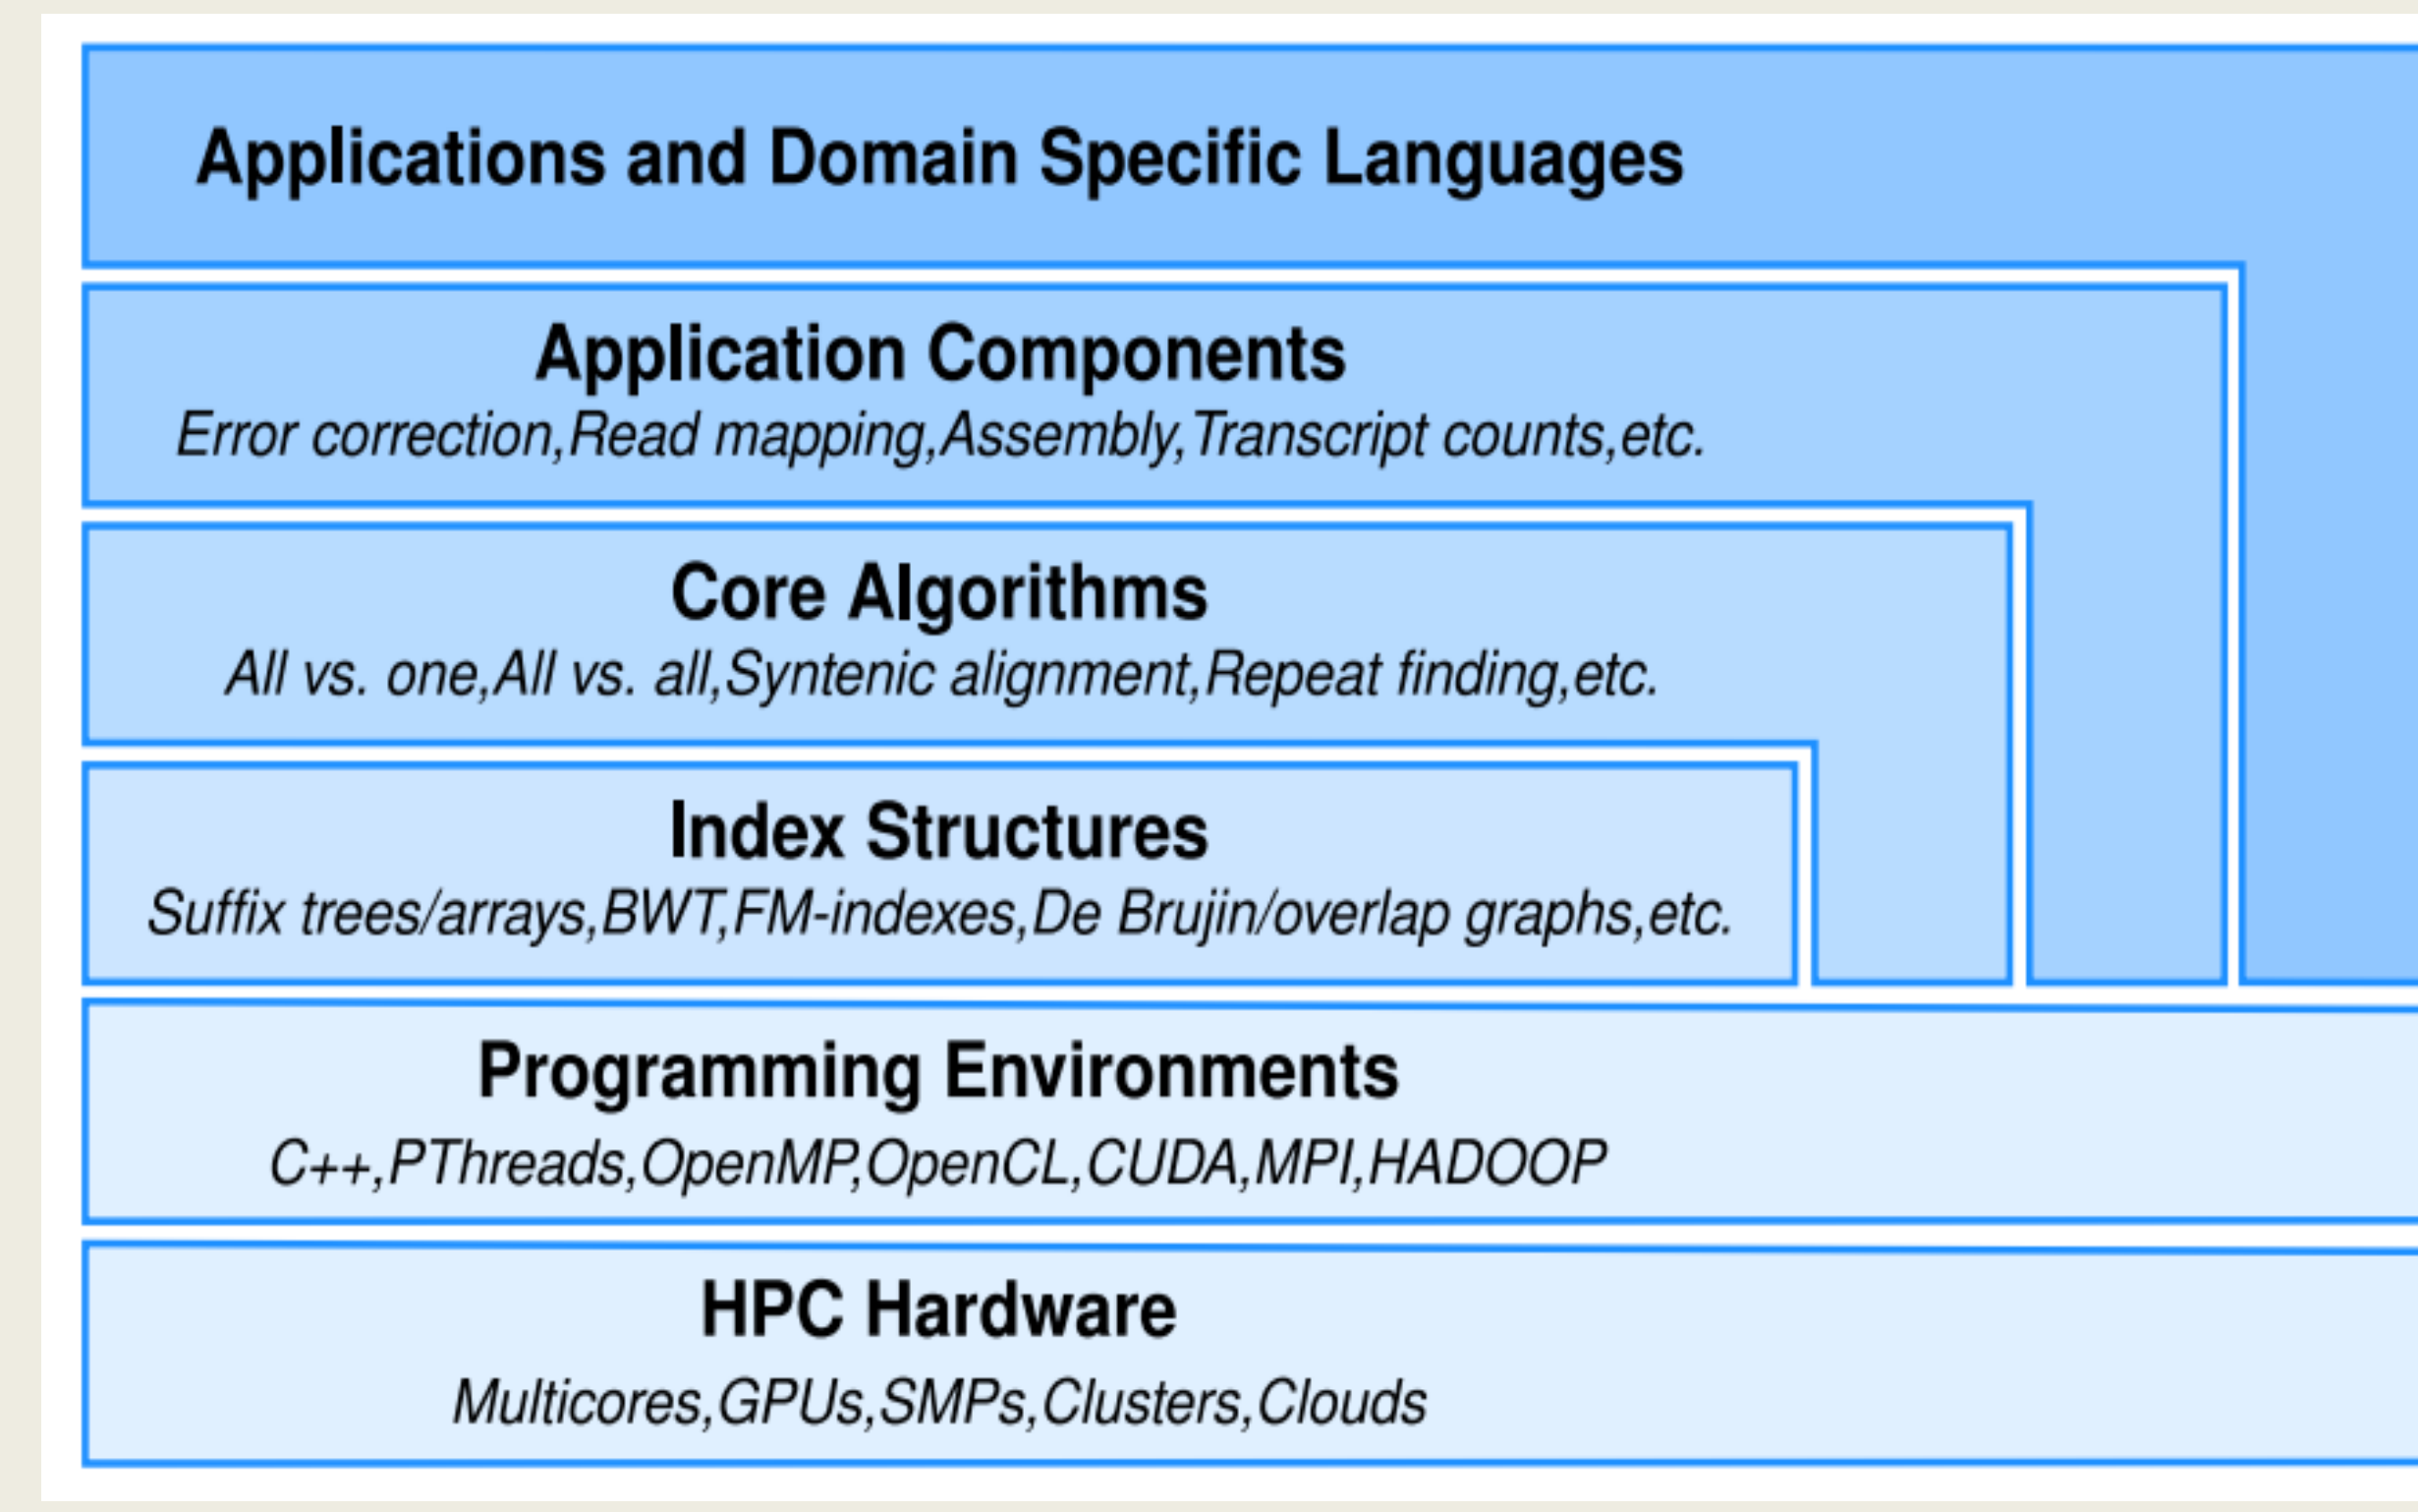 Applications and Domain Specific Languages
Application Components
Error correction,Read mapping,Assembly,Transcript counts,etc.
Core Algorithms
All vs. one,All vs. all,Syntenic alignment,Repeat finding,etc.
Index Structures
Suffix trees/arrays,BWT,FM-indexes,De Brujin/overlap graphs,etc.
Programming Environments
C++,PThreads,OpenMP,OpenCL,CUDA,MPI,HADOOP
HPC Hardware
Multicores,GPUs,SMPs,Clusters,Clouds